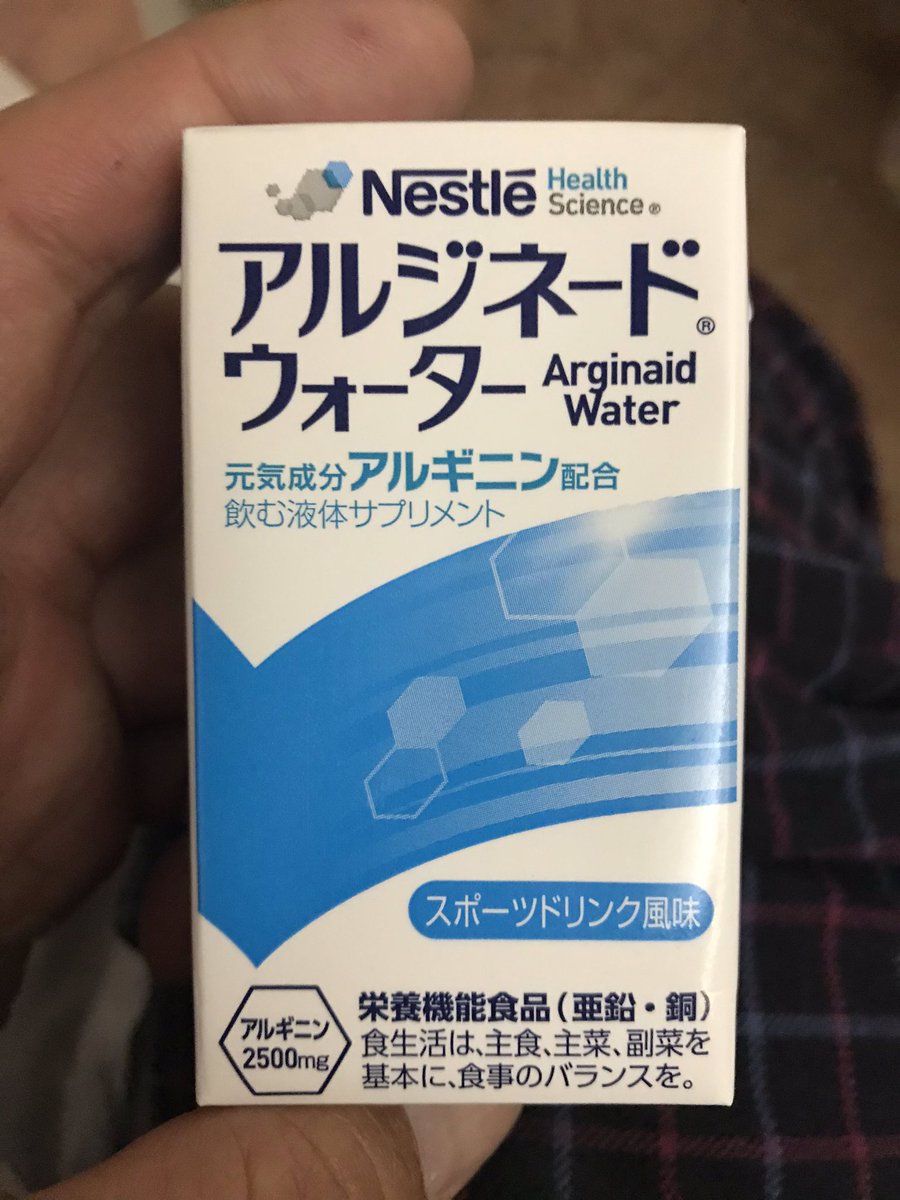 Nestlé Health Science®
アルジネード®
ウォーター Arginaid Water
元気成分アルギニン配合
飲む液体サプリメント
スポーツドリンク風味
アルギニン
2500mg
栄養機能食品(亜鉛・銅)
食生活は、主食、主菜、副菜を
基本に、食事のバランスを。